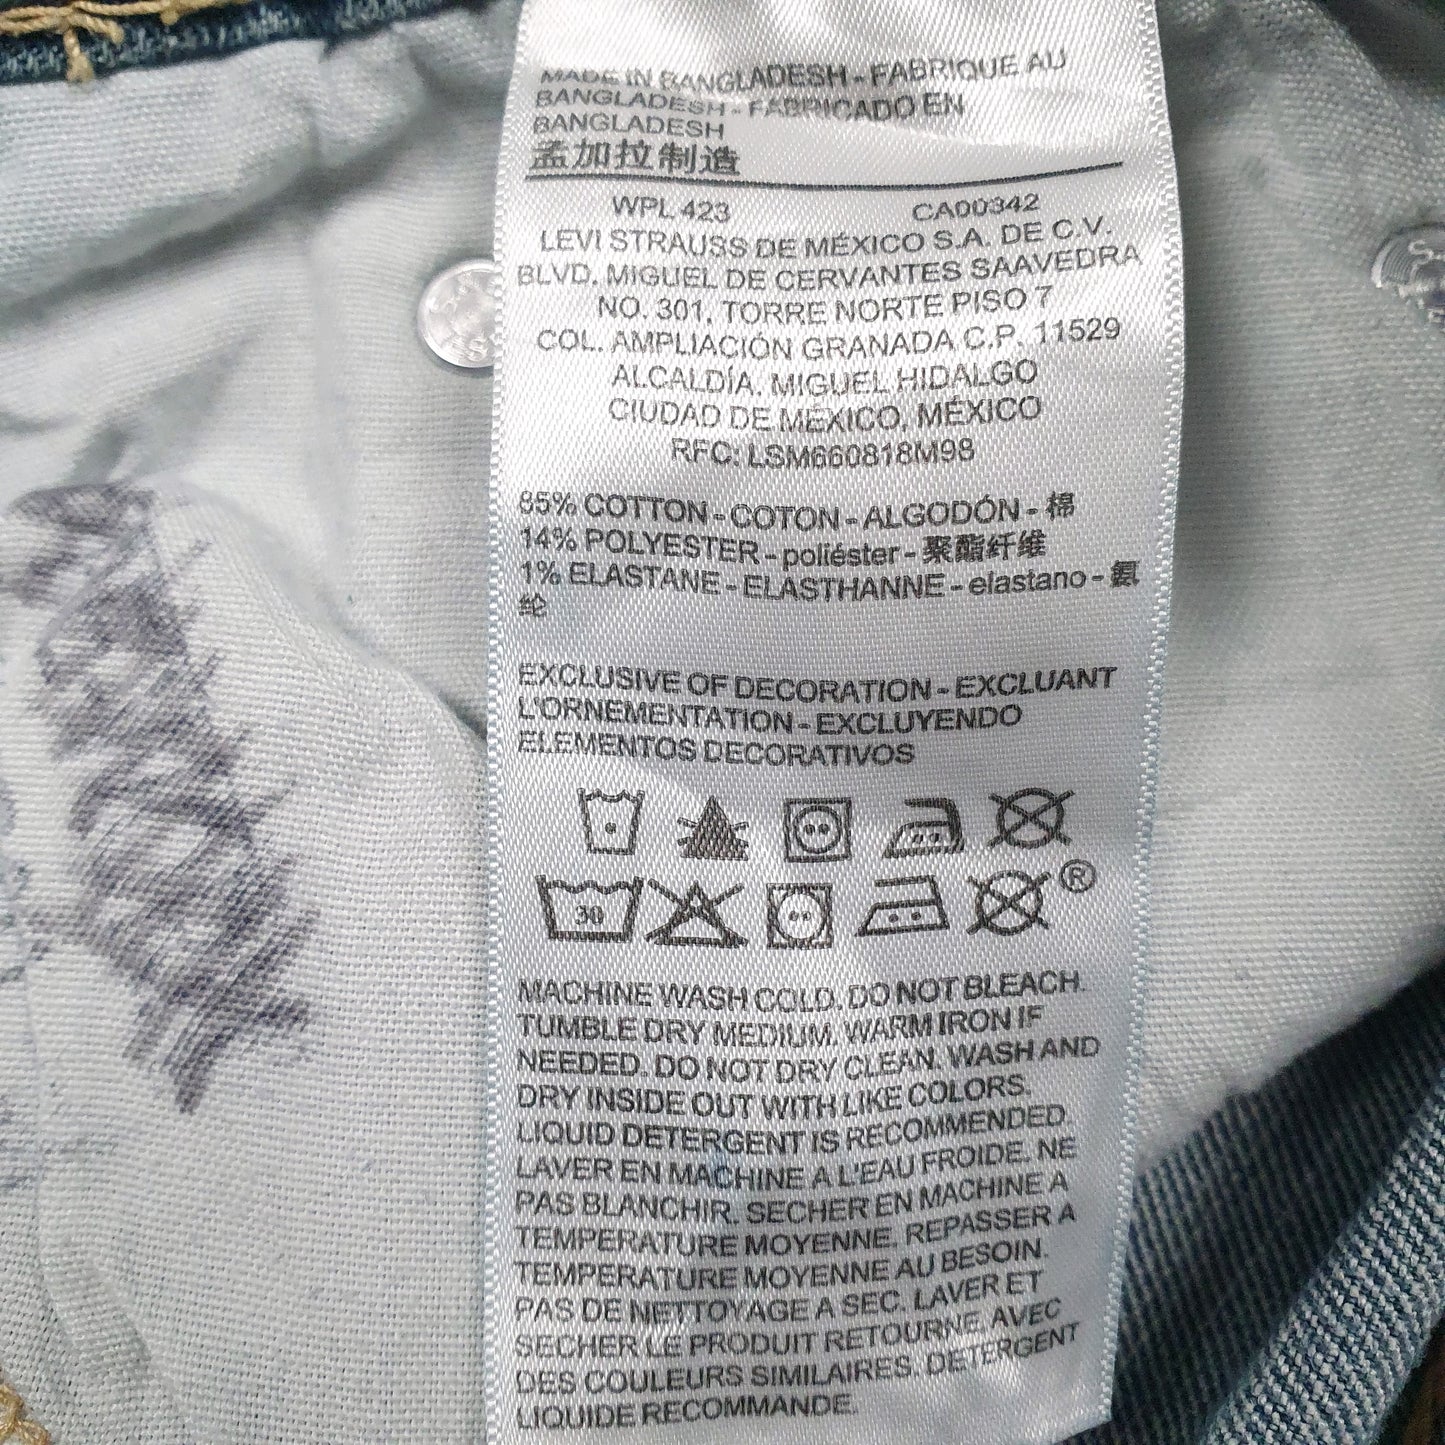 MADE IN BANGLADESH - FABRIQUE AU
BANGLADESH - FABRICADO EN
BANGLADESH
孟加拉制造
WPL 423 CA00342
LEVI STRAUSS DE MÉXICO S.A. DE C.V.
BLVD. MIGUEL DE CERVANTES SAAVEDRA
NO. 301, TORRE NORTE PISO 7
COL. AMPLIACIÓN GRANADA C.P. 11529
ALCALDÍA. MIGUEL HIDALGO
CIUDAD DE MÉXICO, MÉXICO
RFC: LSM660818M98
85% COTTON - COTON - ALGODÓN - 棉
14% POLYESTER - poliéster - 聚酯纤维
1% ELASTANE - ELASTHANNE - elastano - 氨
纶
EXCLUSIVE OF DECORATION - EXCLUANT
L'ORNEMENTATION - EXCLUYENDO
ELEMENTOS DECORATIVOS
30 ®
MACHINE WASH COLD. DO NOT BLEACH.
TUMBLE DRY MEDIUM. WARM IRON IF
NEEDED. DO NOT DRY CLEAN. WASH AND
DRY INSIDE OUT WITH LIKE COLORS.
LIQUID DETERGENT IS RECOMMENDED.
LAVER EN MACHINE A L'EAU FROIDE. NE
PAS BLANCHIR. SECHER EN MACHINE A
TEMPERATURE MOYENNE. REPASSER A
TEMPERATURE MOYENNE AU BESOIN.
PAS DE NETTOYAGE A SEC. LAVER ET
SECHER LE PRODUIT RETOURNE, AVEC
DES COULEURS SIMILAIRES. DETERGENT
LIQUIDE RECOMMANDE.